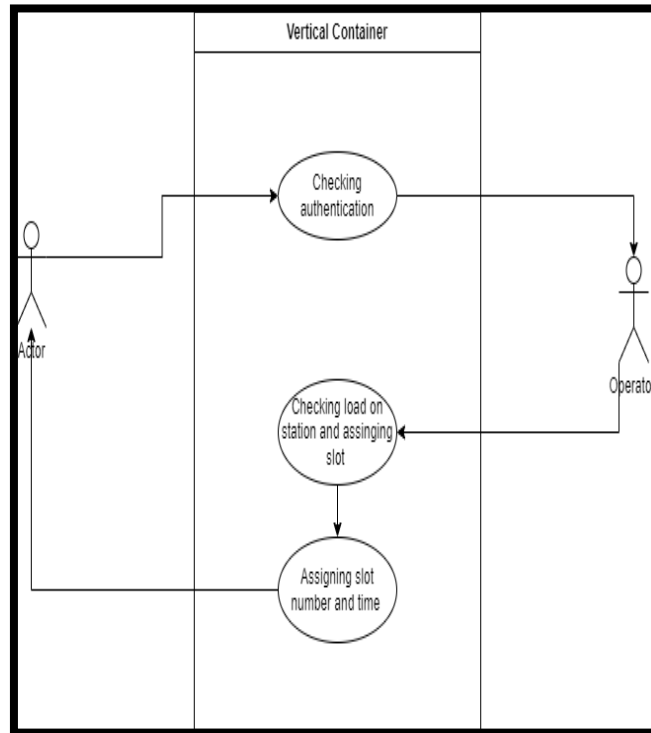 Vertical Container
Checking
authentication
Actor
Operato
Checking load on
station and assinging
slot
Assigning slot
number and time